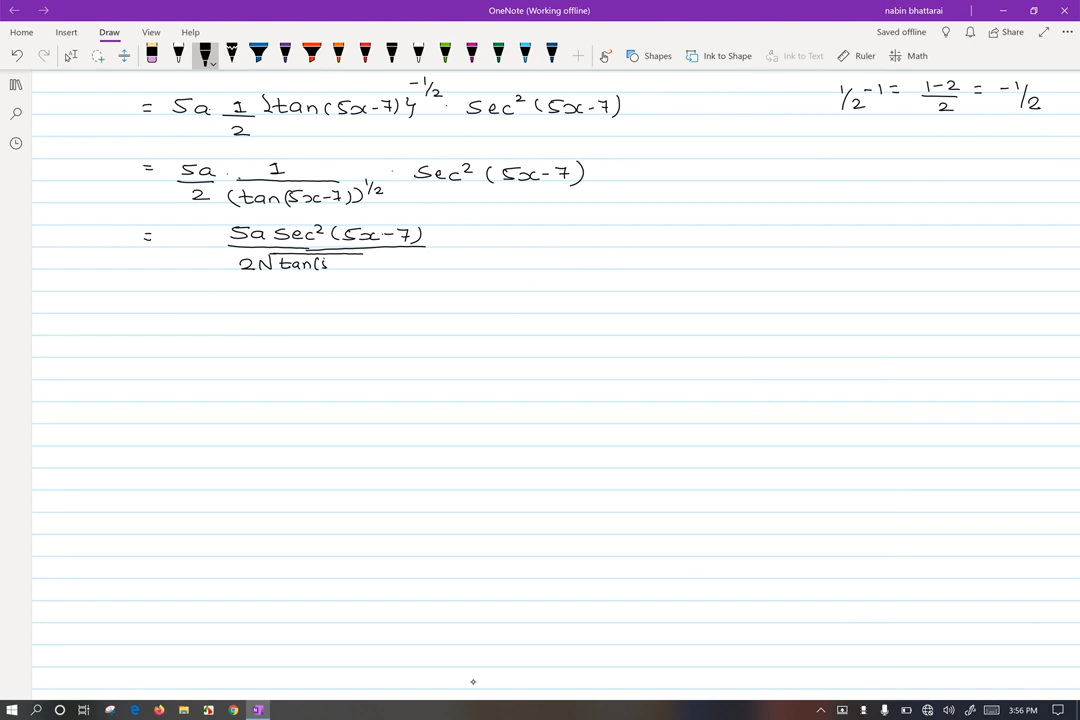 OneNote (Working offline)
nabin bhattarai
Home Insert Draw View Help
Saved offline Share
Shapes Ink to Shape Ink to Text Ruler Math
= 5a · 1/2 {tan(5x-7)}^-1/2 · sec² (5x-7)
1/2 -1 = 1-2/2 = -1/2
= 5a/2 · 1/(tan(5x-7))^1/2 · sec² (5x-7)
= 5a sec² (5x-7)
2√tan(5
3:56 PM